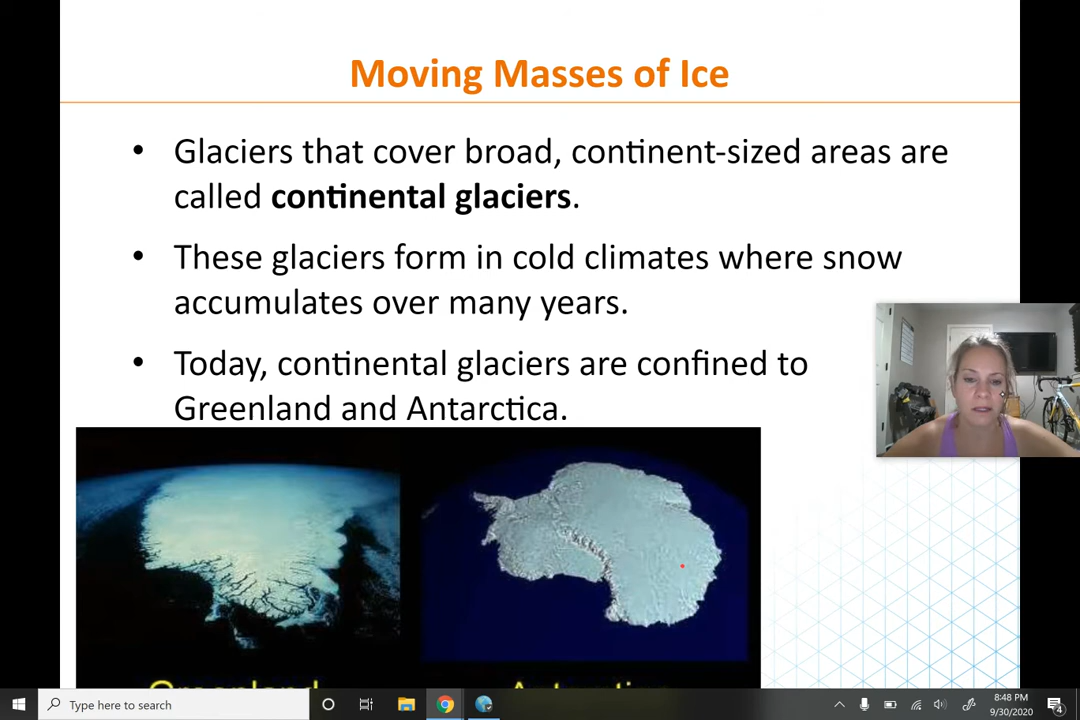 Moving Masses of Ice
• Glaciers that cover broad, continent-sized areas are
called continental glaciers.
• These glaciers form in cold climates where snow
accumulates over many years.
• Today, continental glaciers are confined to
Greenland and Antarctica.
Greenland
Type here to search
8:48 PM
9/30/2020
4